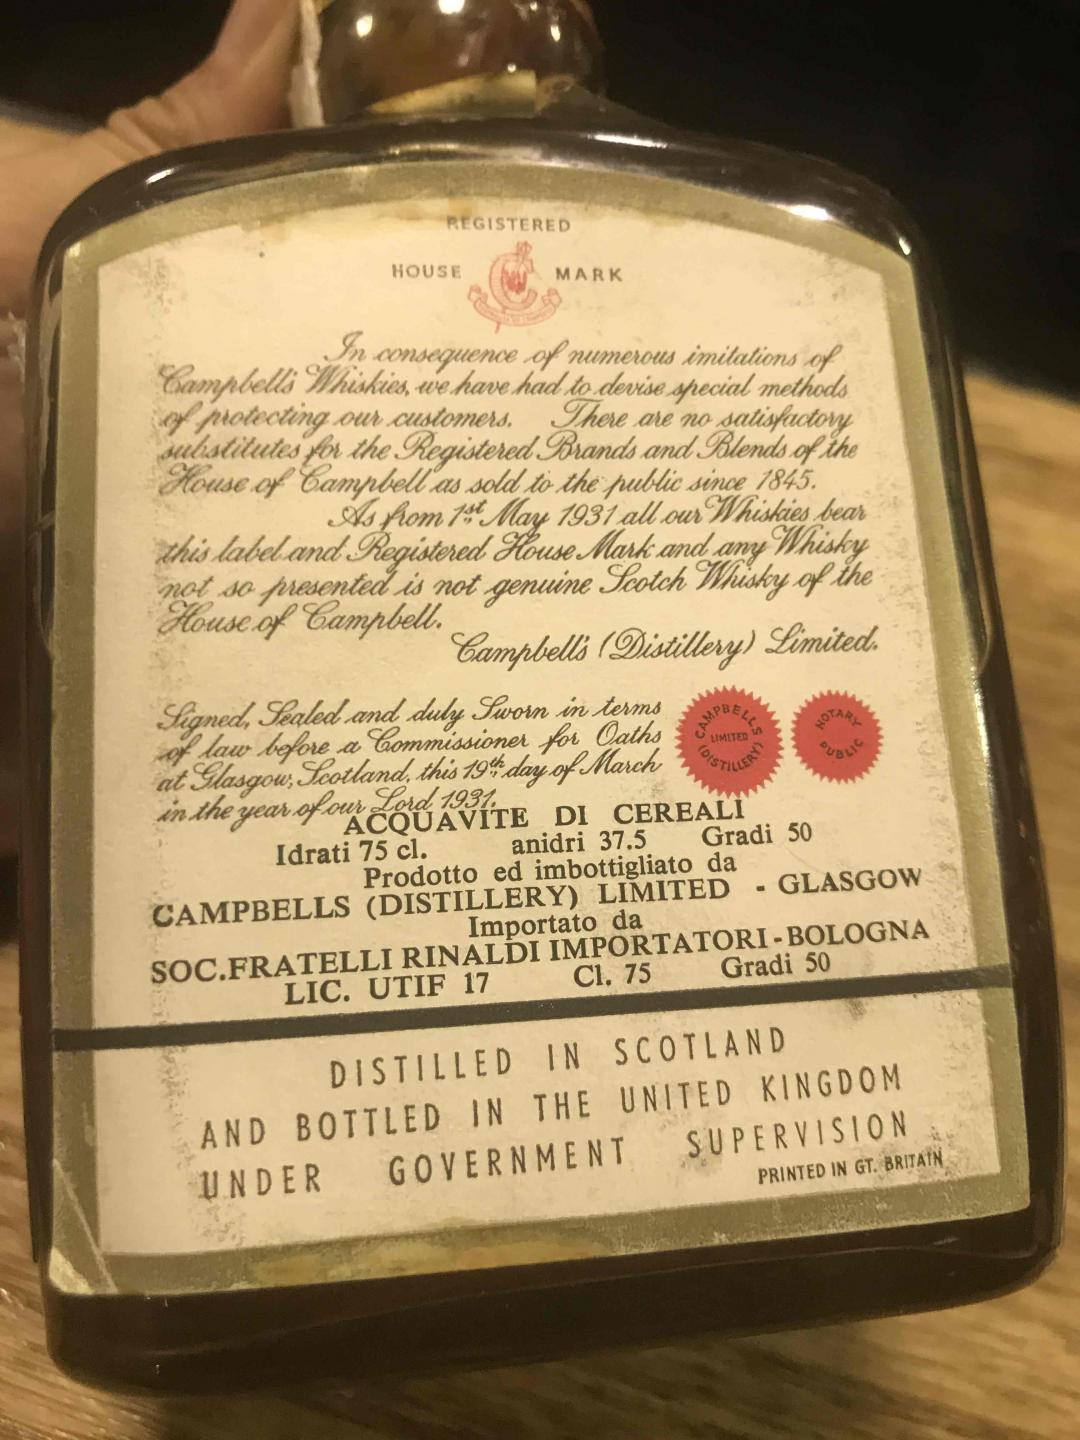 REGISTERED
HOUSE MARK
In consequence of numerous imitations of
Campbell's Whiskies, we have had to devise special methods
of protecting our customers. There are no satisfactory
substitutes for the Registered Brands and Blends of the
House of Campbell as sold to the public since 1845.
As from 1st May 1931 all our Whiskies bear
this label and Registered House Mark and any Whisky
not so presented is not genuine Scotch Whisky of the
House of Campbell.
Campbell's (Distillery) Limited.
Signed, Sealed and duly Sworn in terms
of law before a Commissioner for Oaths
at Glasgow, Scotland, this 19th day of March
in the year of our Lord 1931.
CAMPBELLS
LIMITED
(DISTILLERY)
NOTARY
PUBLIC
ACQUAVITE DI CEREALI
Idrati 75 cl. anidri 37.5 Gradi 50
Prodotto ed imbottigliato da
CAMPBELLS (DISTILLERY) LIMITED - GLASGOW
Importato da
SOC.FRATELLI RINALDI IMPORTATORI-BOLOGNA
LIC. UTIF 17 Cl. 75 Gradi 50
DISTILLED IN SCOTLAND
AND BOTTLED IN THE UNITED KINGDOM
UNDER GOVERNMENT SUPERVISION
PRINTED IN GT. BRITAIN